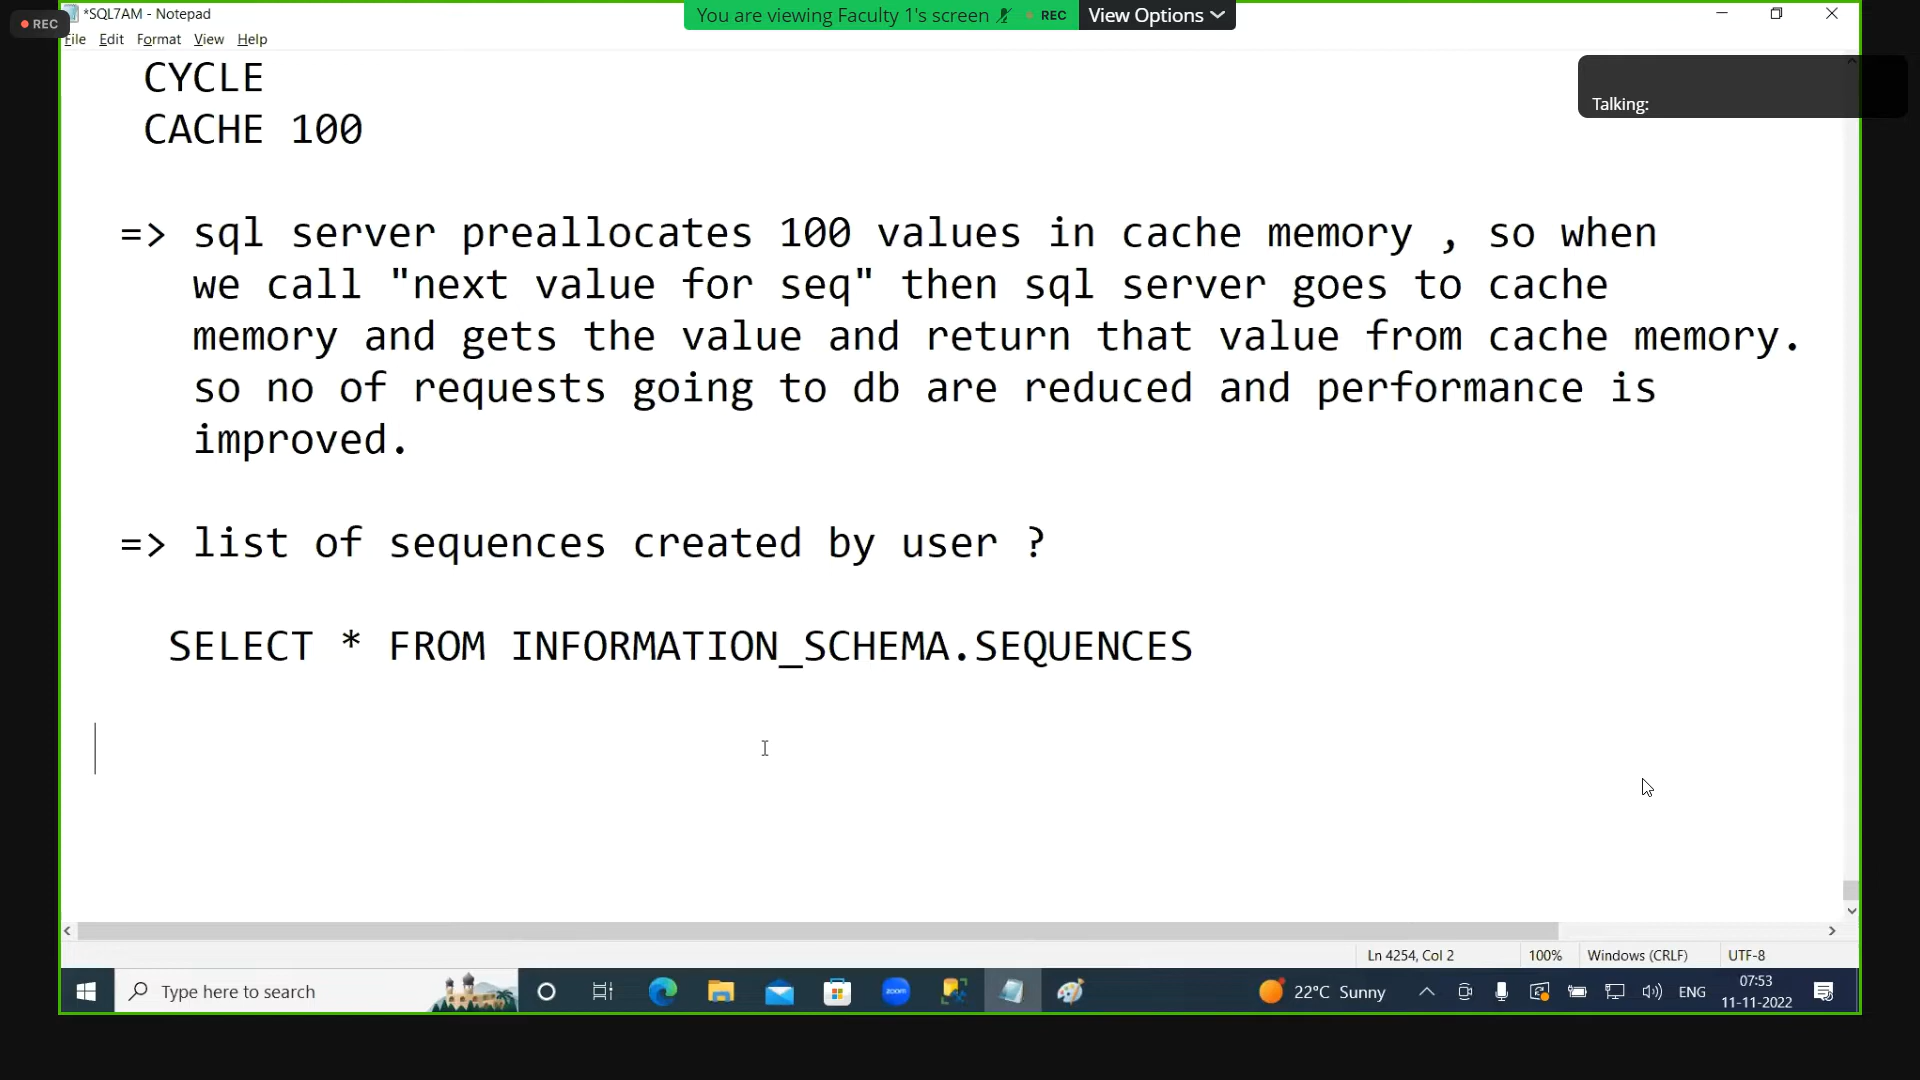 REC
*SQL7AM - Notepad
You are viewing Faculty 1's screen
REC
View Options
File Edit Format View Help
Talking:
CYCLE
CACHE 100
=> sql server preallocates 100 values in cache memory , so when
we call "next value for seq" then sql server goes to cache
memory and gets the value and return that value from cache memory.
so no of requests going to db are reduced and performance is
improved.
=> list of sequences created by user ?
SELECT * FROM INFORMATION_SCHEMA.SEQUENCES
Ln 4254, Col 2
100%
Windows (CRLF)
UTF-8
Type here to search
zoom
22°C Sunny
ENG
07:53
11-11-2022